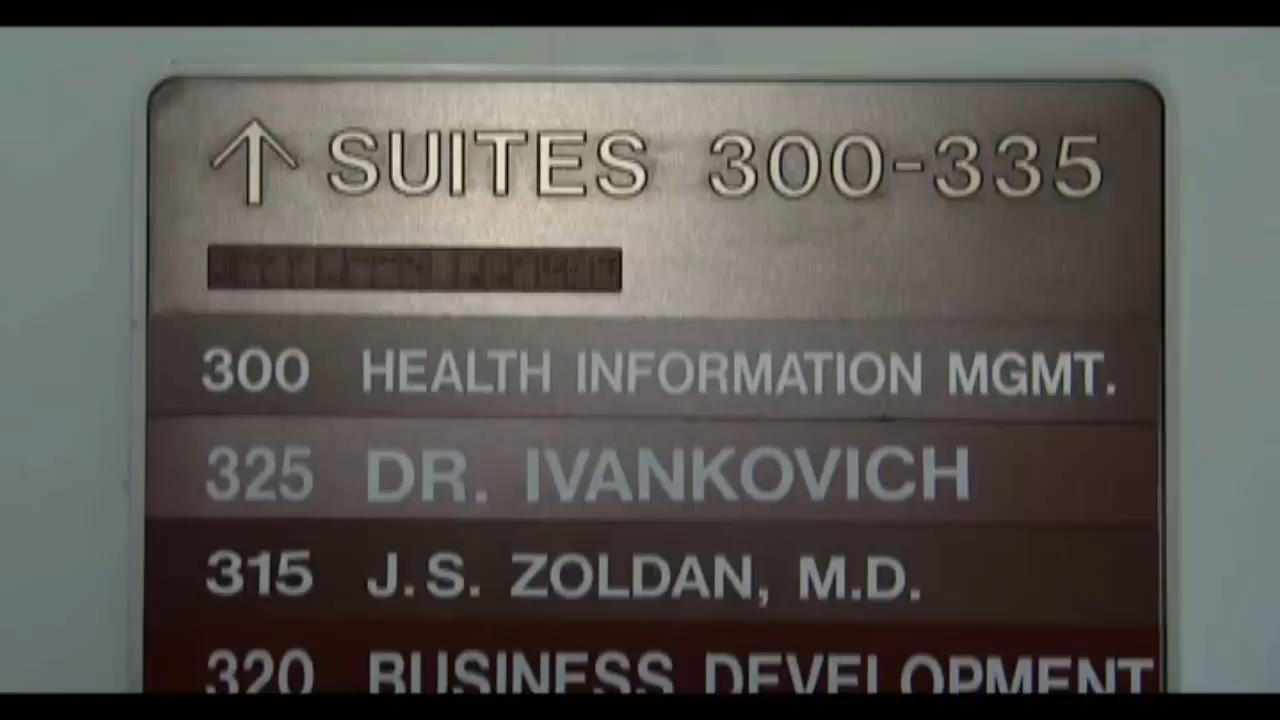 ↑ SUITES 300-335
300 HEALTH INFORMATION MGMT.
325 DR. IVANKOVICH
315 J.S. ZOLDAN, M.D.
320 BUSINESS DEVELOPMENT